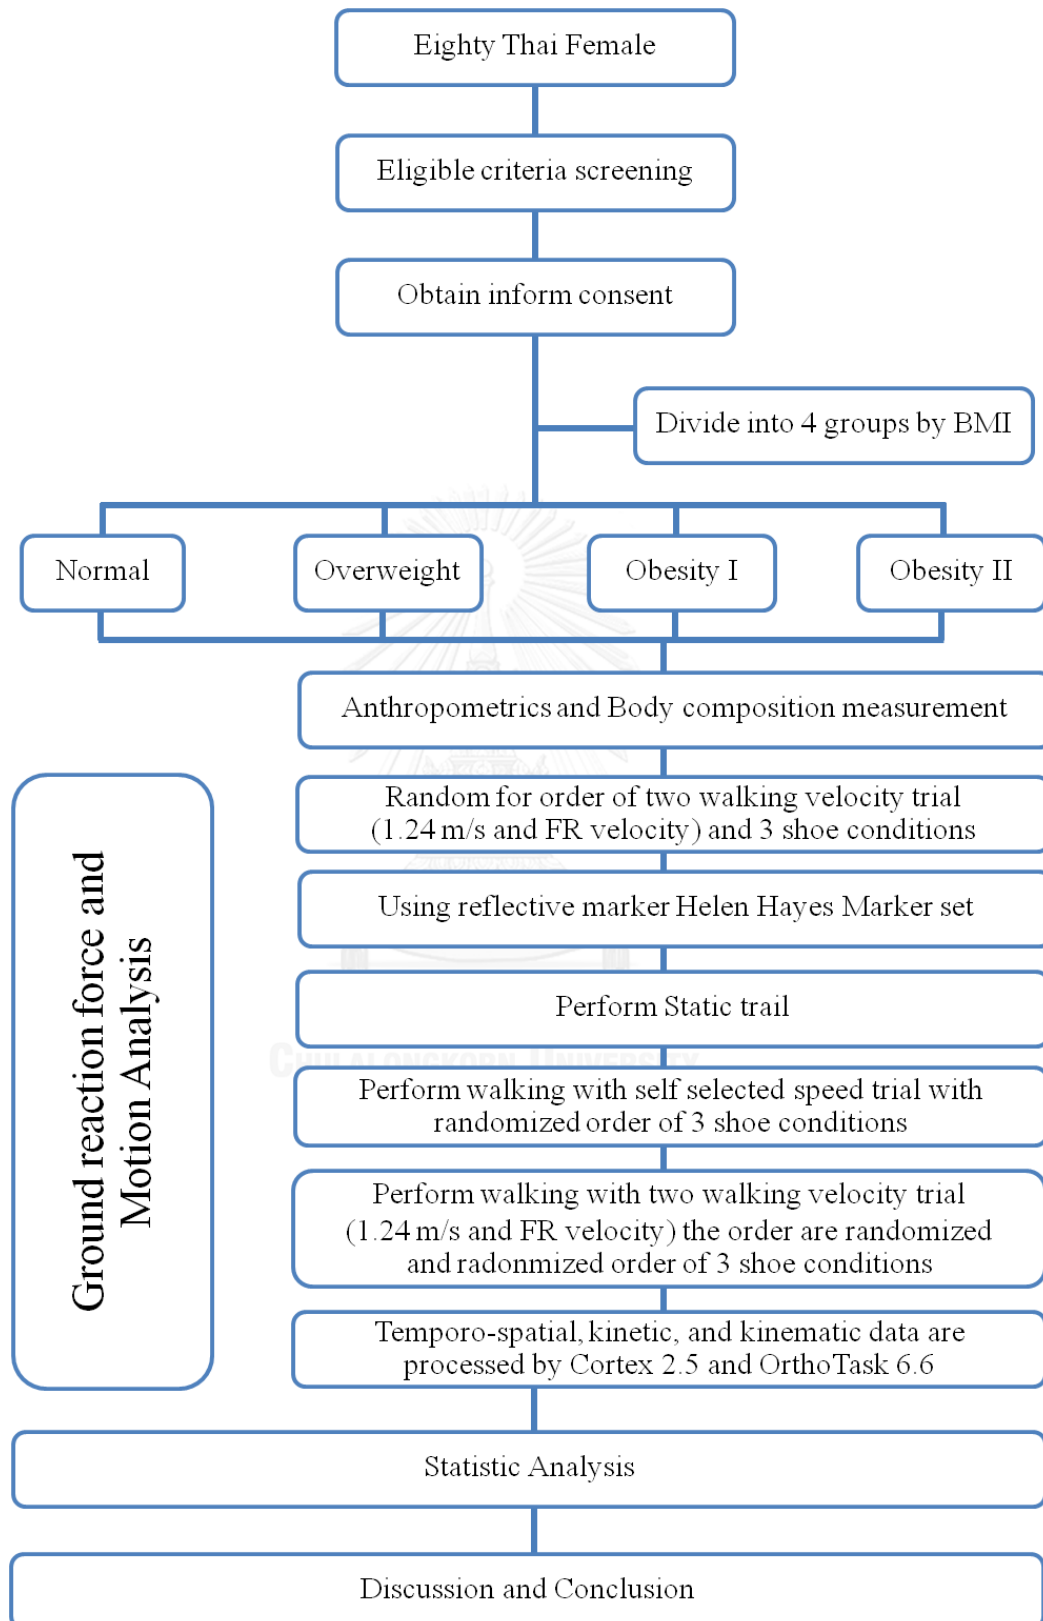 Eighty Thai Female
Eligible criteria screening
Obtain inform consent
Divide into 4 groups by BMI
Normal
Overweight
Obesity I
Obesity II
Anthropometrics and Body composition measurement
Random for order of two walking velocity trial
(1.24 m/s and FR velocity) and 3 shoe conditions
Using reflective marker Helen Hayes Marker set
Perform Static trail
Perform walking with self selected speed trial with
randomized order of 3 shoe conditions
Perform walking with two walking velocity trial
(1.24 m/s and FR velocity) the order are randomized
and radonmized order of 3 shoe conditions
Temporo-spatial, kinetic, and kinematic data are
processed by Cortex 2.5 and OrthoTask 6.6
Ground reaction force and
Motion Analysis
CHULALONGKORN UNIVERSITY
Statistic Analysis
Discussion and Conclusion